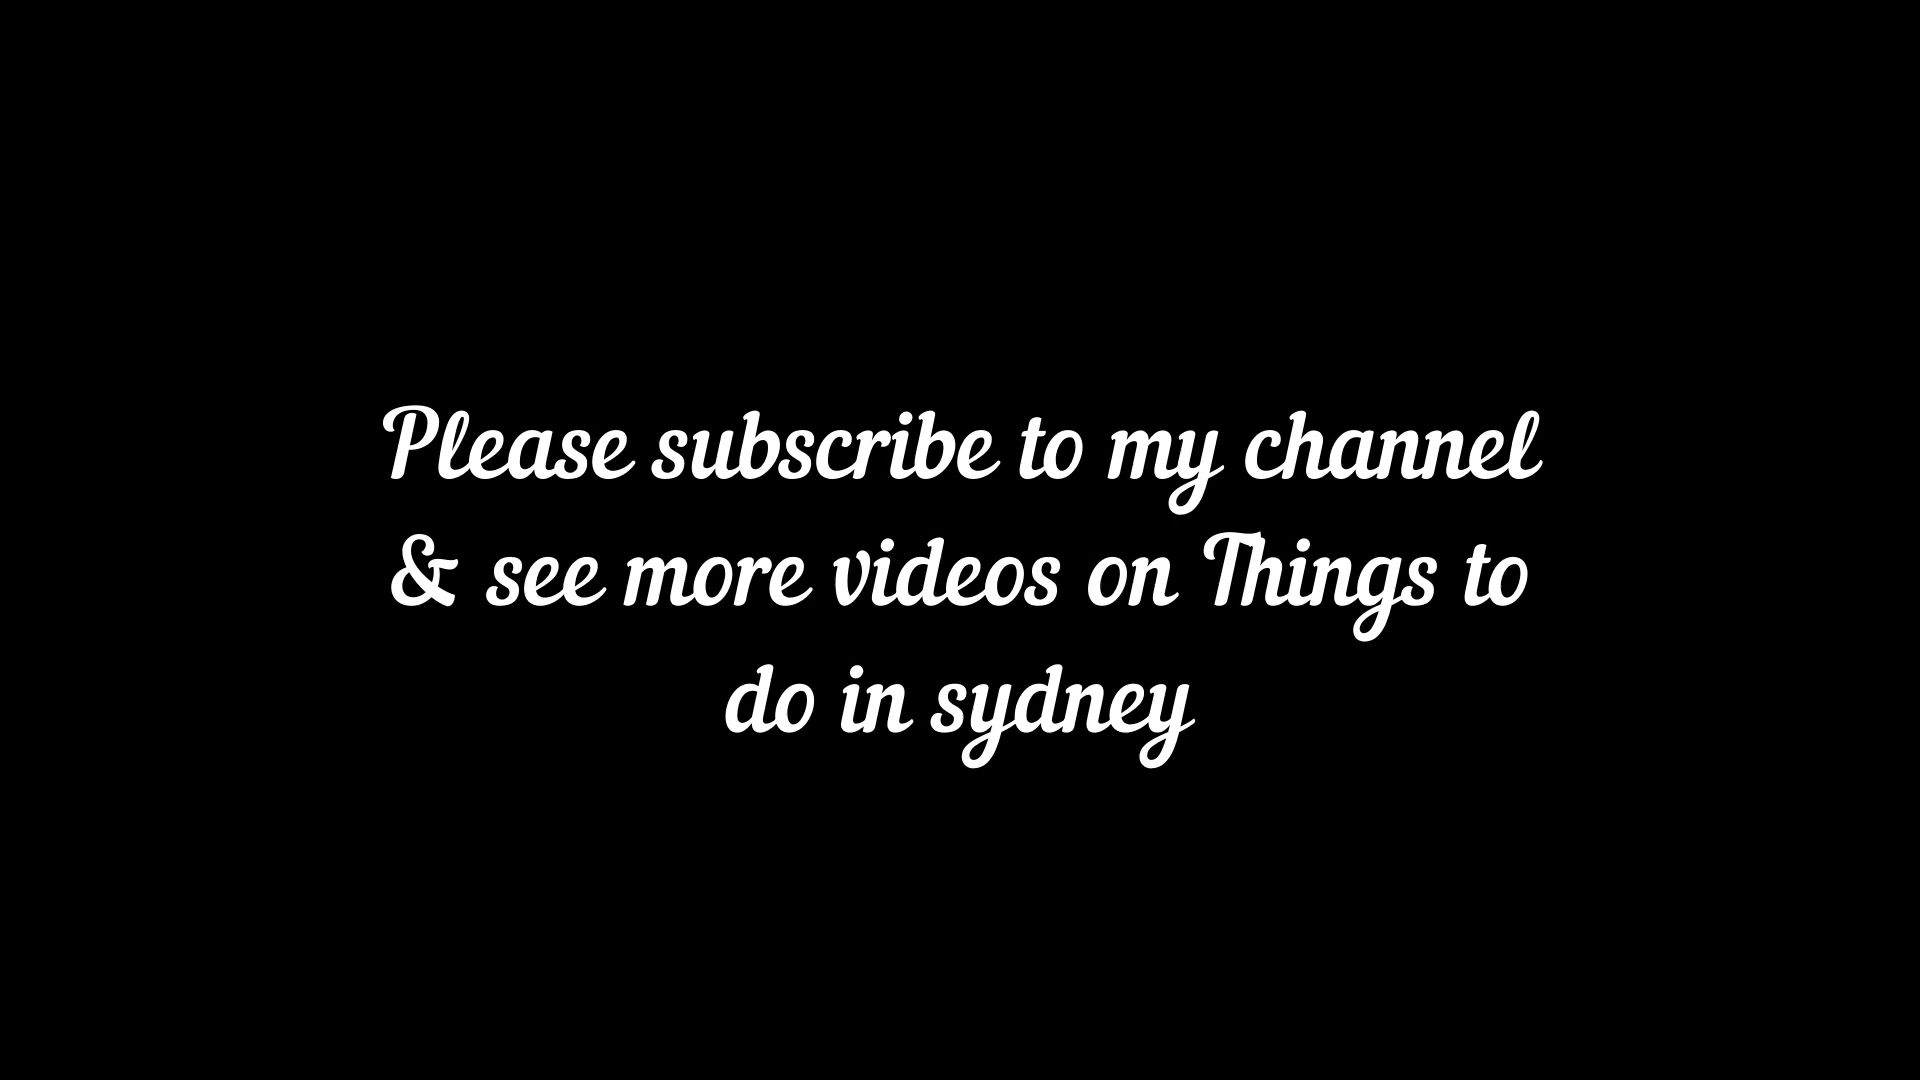 Please subscribe to my channel
& see more videos on Things to
do in sydney